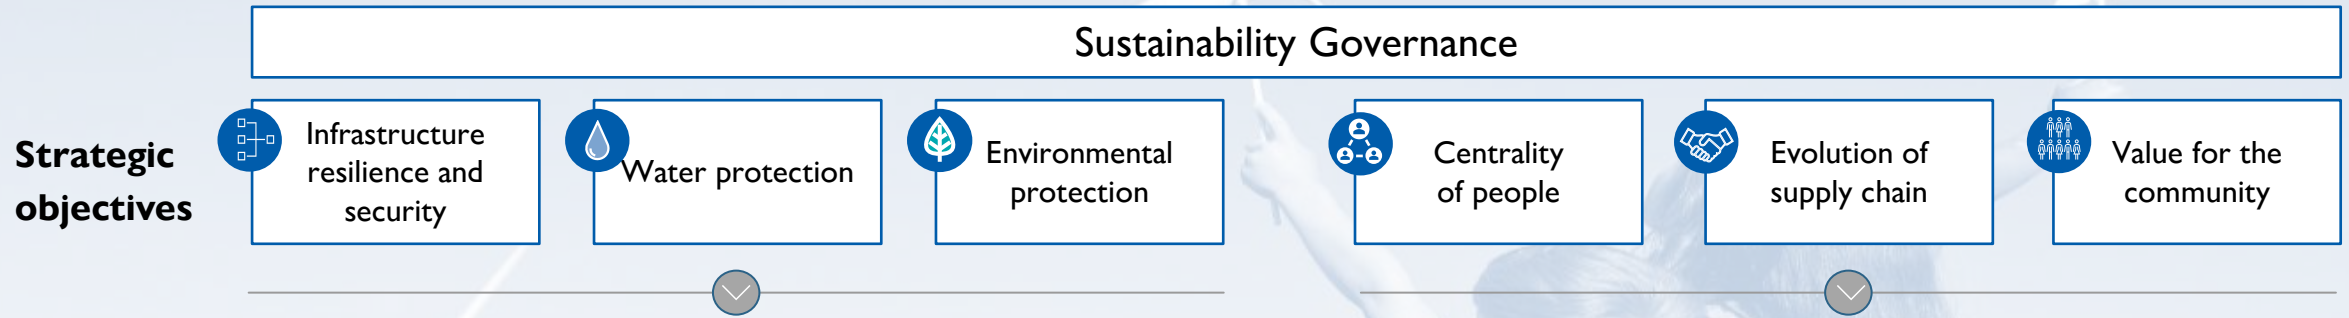 Sustainability Governance
Strategic
objectives
Infrastructure
resilience and
security
Water protection
Environmental
protection
Centrality
of people
Evolution of
supply chain
Value for the
community